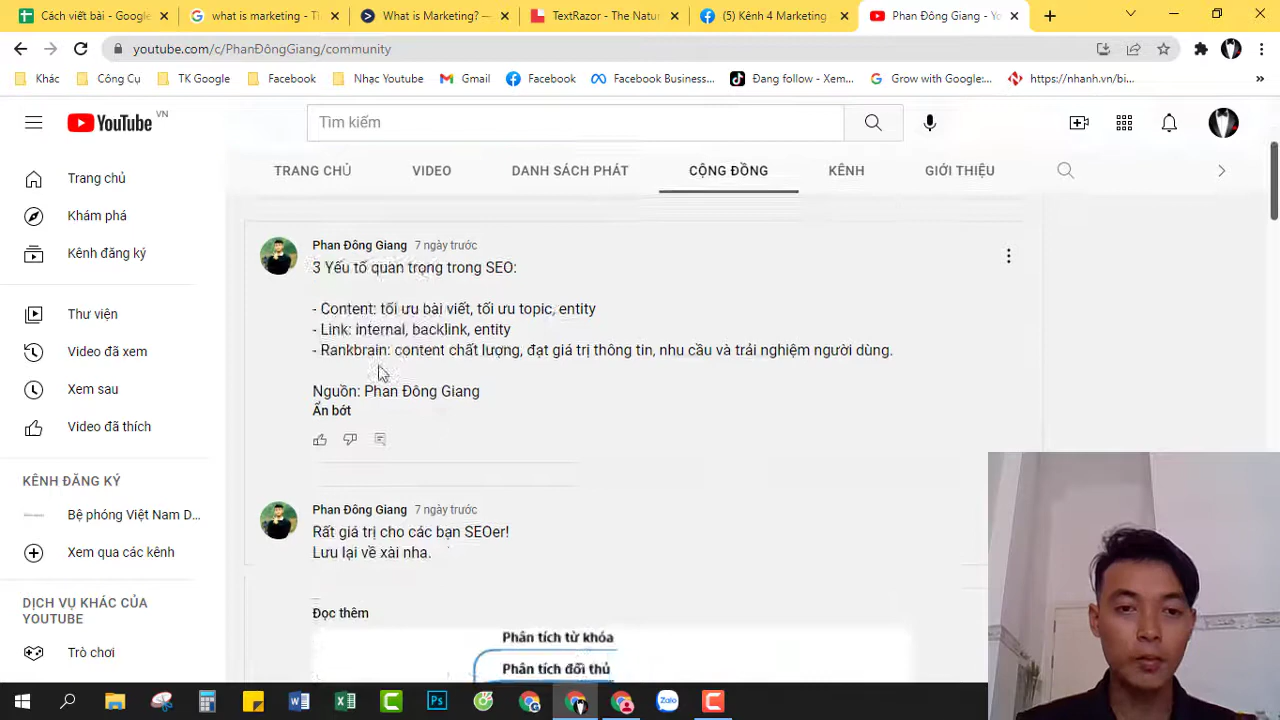 Cách viết bài - Google
what is marketing - T
What is Marketing?
TextRazor - The Natur
(5) Kênh 4 Marketing
Phan Đông Giang - Yo
youtube.com/c/PhanĐôngGiang/community
Khác
Công Cụ
TK Google
Facebook
Nhạc Youtube
Gmail
Facebook
Facebook Business...
Đang follow - Xem...
Grow with Google:...
https://nhanh.vn/bi...
YouTube VN
Tìm kiếm
TRANG CHỦ
VIDEO
DANH SÁCH PHÁT
CỘNG ĐỒNG
KÊNH
GIỚI THIỆU
Trang chủ
Khám phá
Kênh đăng ký
Thư viện
Video đã xem
Xem sau
Video đã thích
KÊNH ĐĂNG KÝ
Bệ phóng Việt Nam D...
Xem qua các kênh
DỊCH VỤ KHÁC CỦA
YOUTUBE
Trò chơi
Phan Đông Giang 7 ngày trước
3 Yếu tố quan trọng trong SEO:
- Content: tối ưu bài viết, tối ưu topic, entity
- Link: internal, backlink, entity
- Rankbrain: content chất lượng, đạt giá trị thông tin, nhu cầu và trải nghiệm người dùng.
Nguồn: Phan Đông Giang
Ẩn bớt
Phan Đông Giang 7 ngày trước
Rất giá trị cho các bạn SEOer!
Lưu lại về xài nha.
Đọc thêm
Phân tích từ khóa
Phân tích đối thủ
Zalo